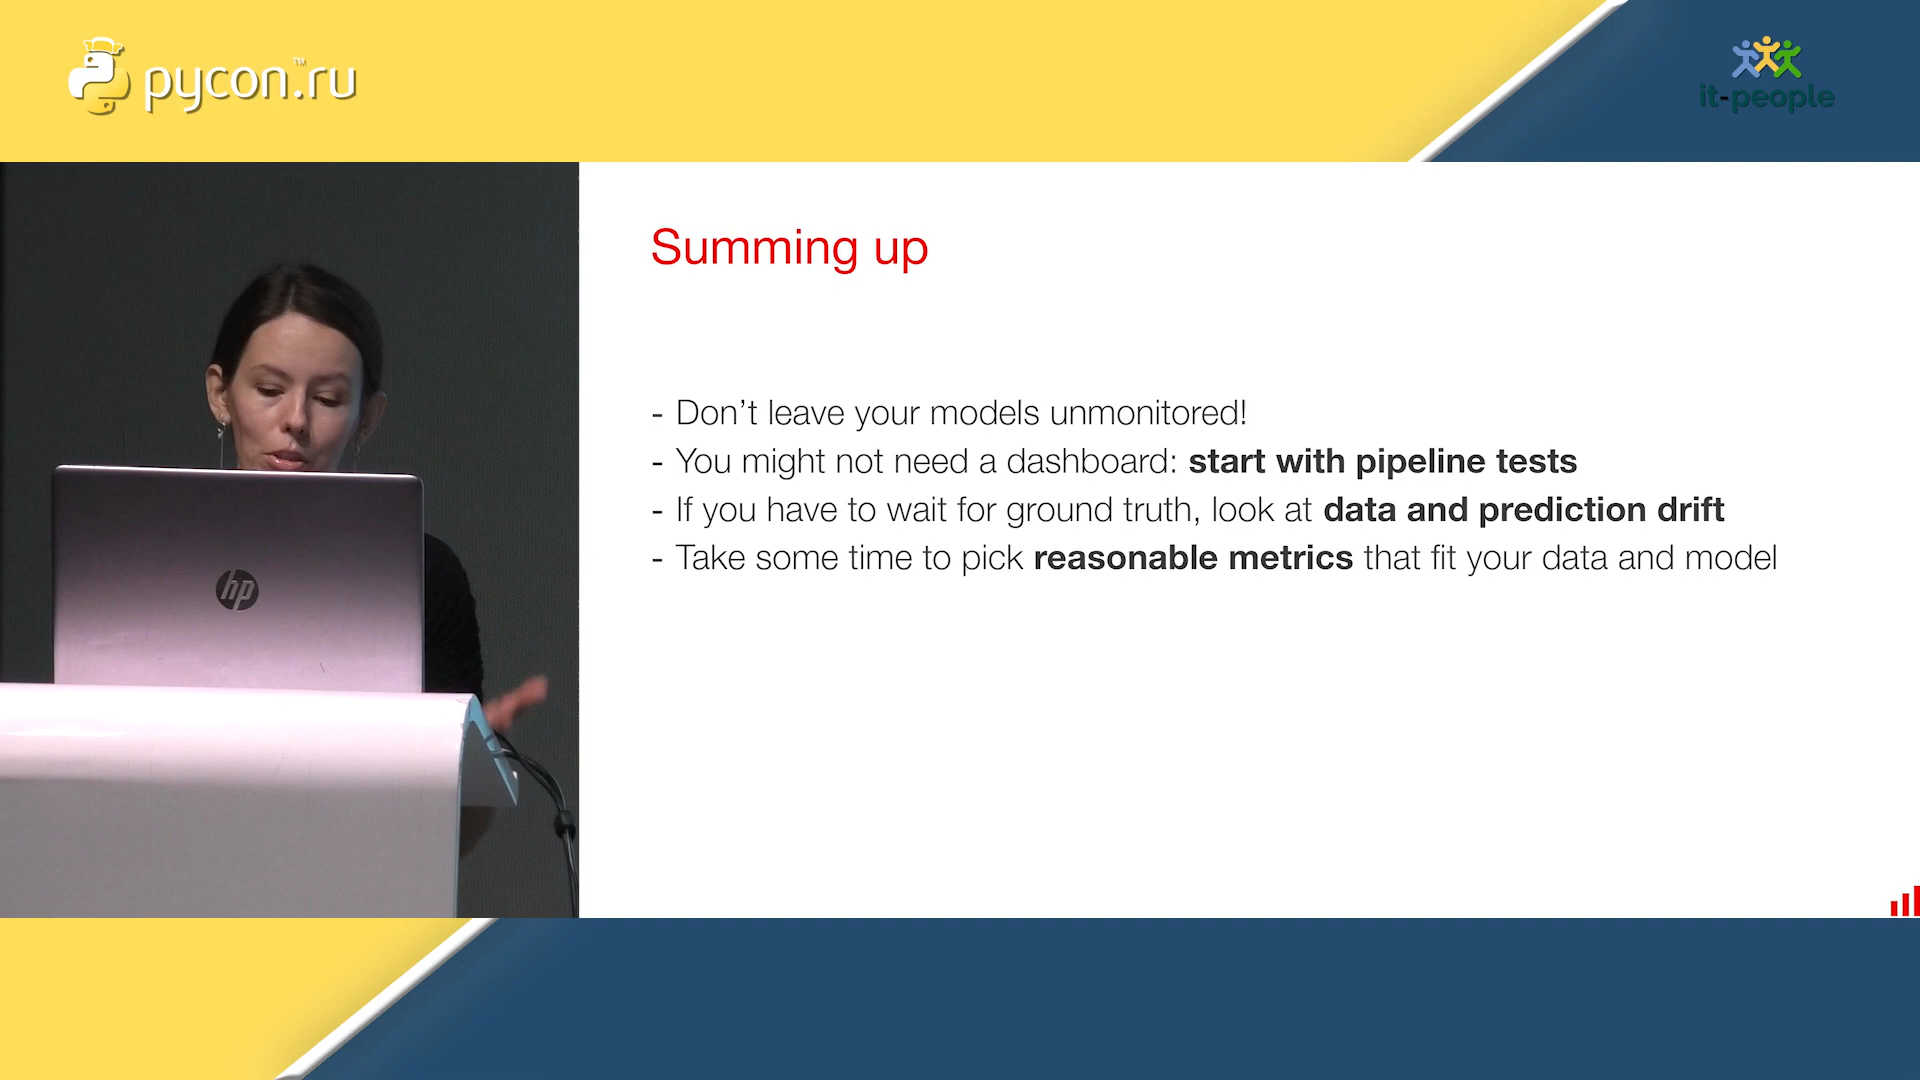 pycon.ru
TM
it-people
Summing up
- Don’t leave your models unmonitored!
- You might not need a dashboard: start with pipeline tests
- If you have to wait for ground truth, look at data and prediction drift
- Take some time to pick reasonable metrics that fit your data and model
hp